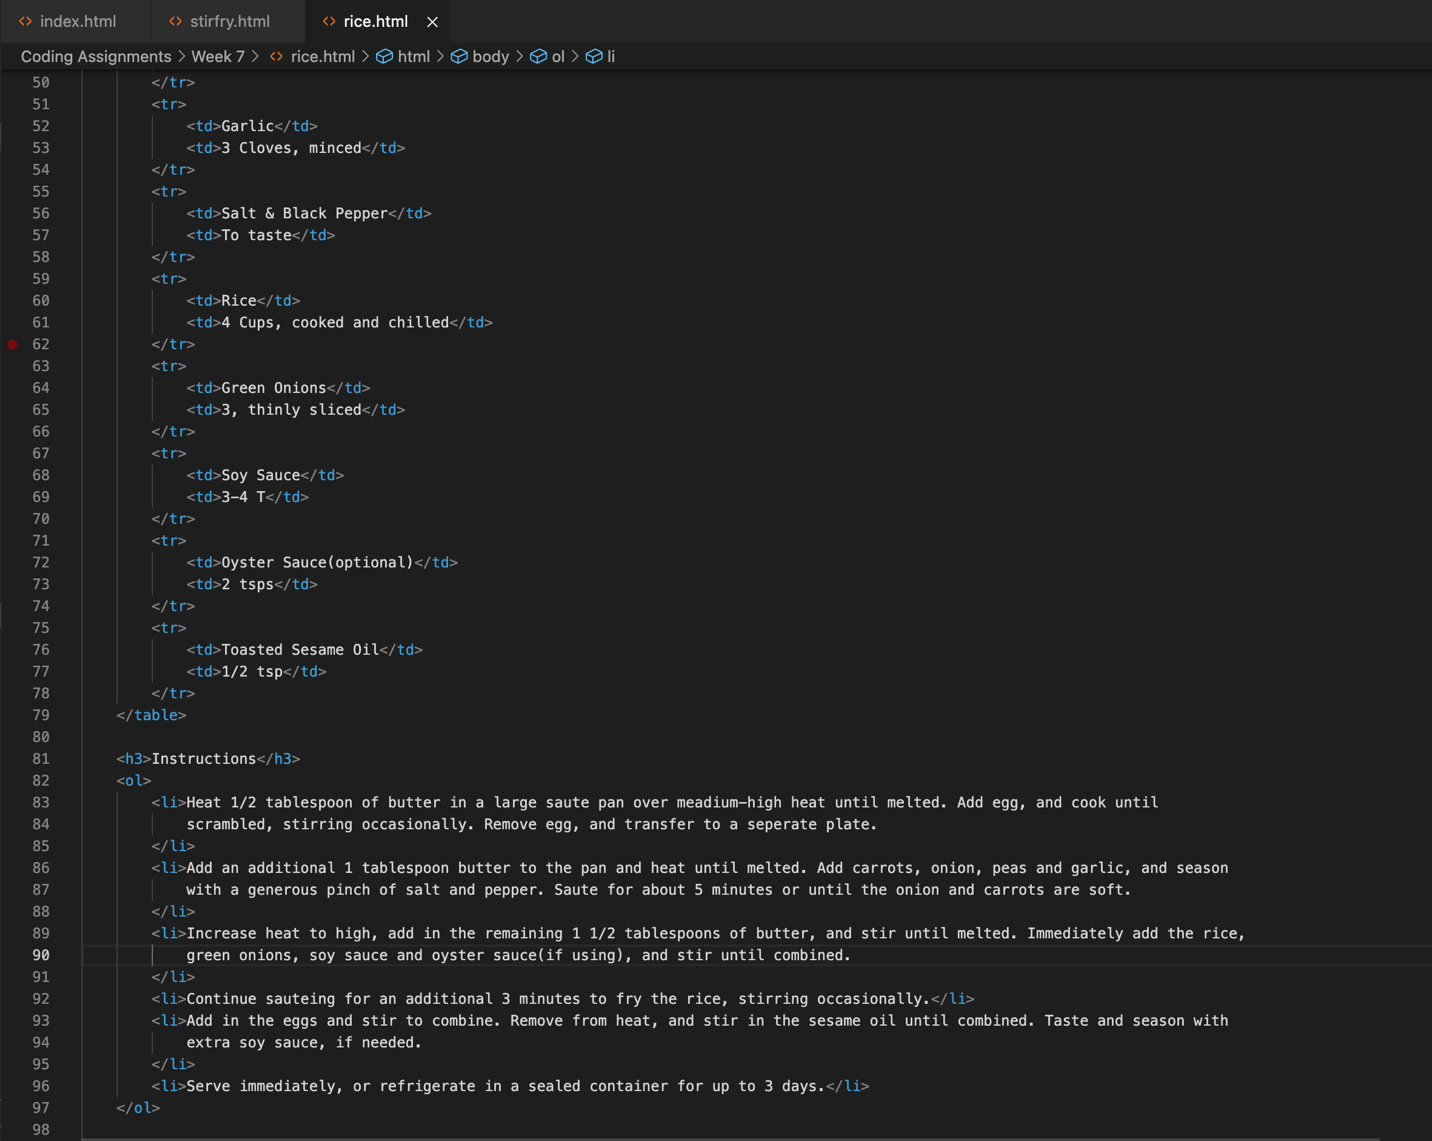 index.html stirfry.html rice.html
Coding Assignments > Week 7 > rice.html > html > body > ol > li
50 </tr>
51 <tr>
52 <td>Garlic</td>
53 <td>3 Cloves, minced</td>
54 </tr>
55 <tr>
56 <td>Salt & Black Pepper</td>
57 <td>To taste</td>
58 </tr>
59 <tr>
60 <td>Rice</td>
61 <td>4 Cups, cooked and chilled</td>
62 </tr>
63 <tr>
64 <td>Green Onions</td>
65 <td>3, thinly sliced</td>
66 </tr>
67 <tr>
68 <td>Soy Sauce</td>
69 <td>3-4 T</td>
70 </tr>
71 <tr>
72 <td>Oyster Sauce(optional)</td>
73 <td>2 tsps</td>
74 </tr>
75 <tr>
76 <td>Toasted Sesame Oil</td>
77 <td>1/2 tsp</td>
78 </tr>
79 </table>
80
81 <h3>Instructions</h3>
82 <ol>
83 <li>Heat 1/2 tablespoon of butter in a large saute pan over meadium-high heat until melted. Add egg, and cook until
84 scrambled, stirring occasionally. Remove egg, and transfer to a seperate plate.
85 </li>
86 <li>Add an additional 1 tablespoon butter to the pan and heat until melted. Add carrots, onion, peas and garlic, and season
87 with a generous pinch of salt and pepper. Saute for about 5 minutes or until the onion and carrots are soft.
88 </li>
89 <li>Increase heat to high, add in the remaining 1 1/2 tablespoons of butter, and stir until melted. Immediately add the rice,
90 green onions, soy sauce and oyster sauce(if using), and stir until combined.
91 </li>
92 <li>Continue sauteing for an additional 3 minutes to fry the rice, stirring occasionally.</li>
93 <li>Add in the eggs and stir to combine. Remove from heat, and stir in the sesame oil until combined. Taste and season with
94 extra soy sauce, if needed.
95 </li>
96 <li>Serve immediately, or refrigerate in a sealed container for up to 3 days.</li>
97 </ol>
98